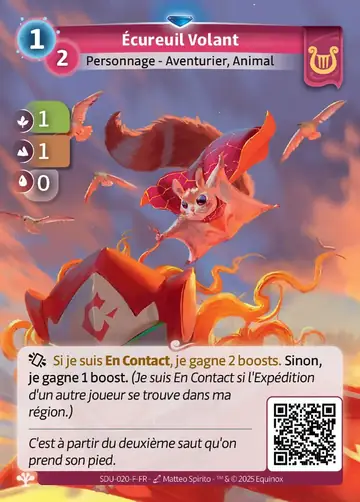 1
Écureuil Volant
2
Personnage - Aventurier, Animal
1
1
0
Si je suis En Contact, je gagne 2 boosts. Sinon,
je gagne 1 boost. (Je suis En Contact si l'Expédition
d'un autre joueur se trouve dans ma
région.)
C'est à partir du deuxième saut qu'on
prend son pied.
SDU-020-F-FR - Matteo Spirito - ™ & © 2025 Equinox